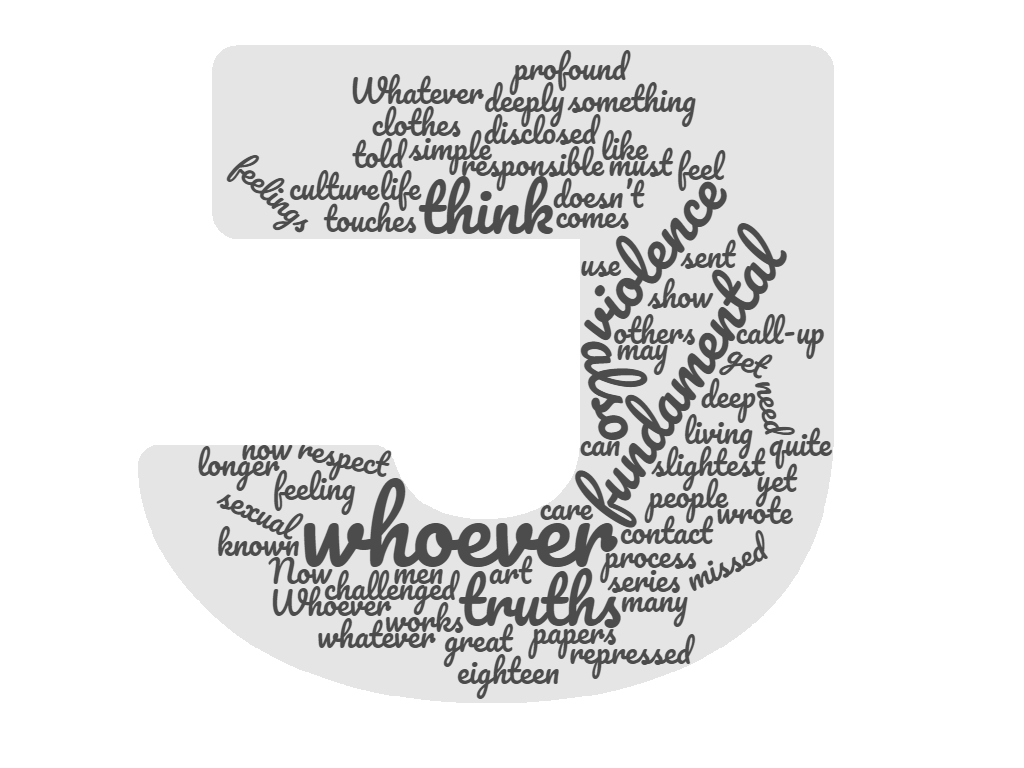 profound
Whatever deeply something
clothes disclosed
told simple responsible like must feel
feelings culture life think doesn't
touches comes
violence
use sent
show
fundamental
others call-up
may get
also
deep need
can living quite
now respect
longer slightest yet
feeling people
sexual care wrote
known whoever contact
process missed
Now men art series
challenged truths many
Whoever works
whatever great papers
repressed
eighteen